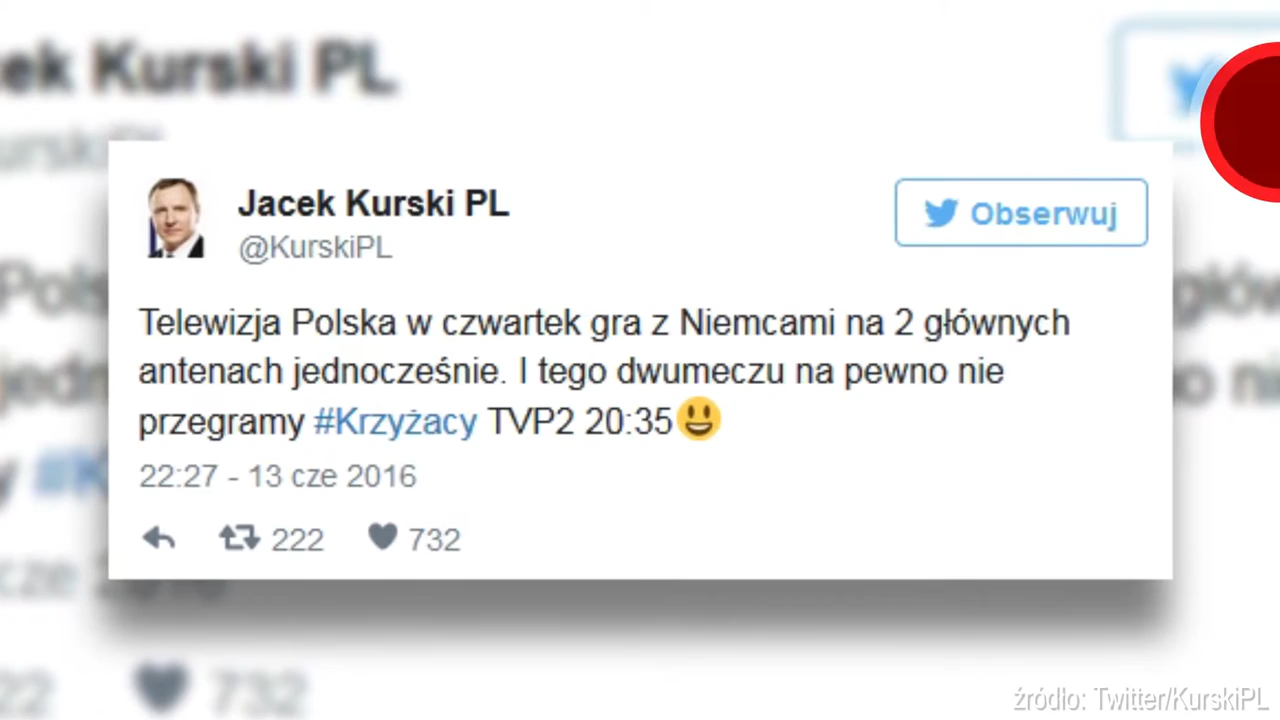 Jacek Kurski PL
@KurskiPL
Obserwuj
Telewizja Polska w czwartek gra z Niemcami na 2 głównych
antenach jednocześnie. I tego dwumeczu na pewno nie
przegramy #Krzyżacy TVP2 20:35😃
22:27 - 13 cze 2016
222 732
źródlo: Twitter/KurskiPL